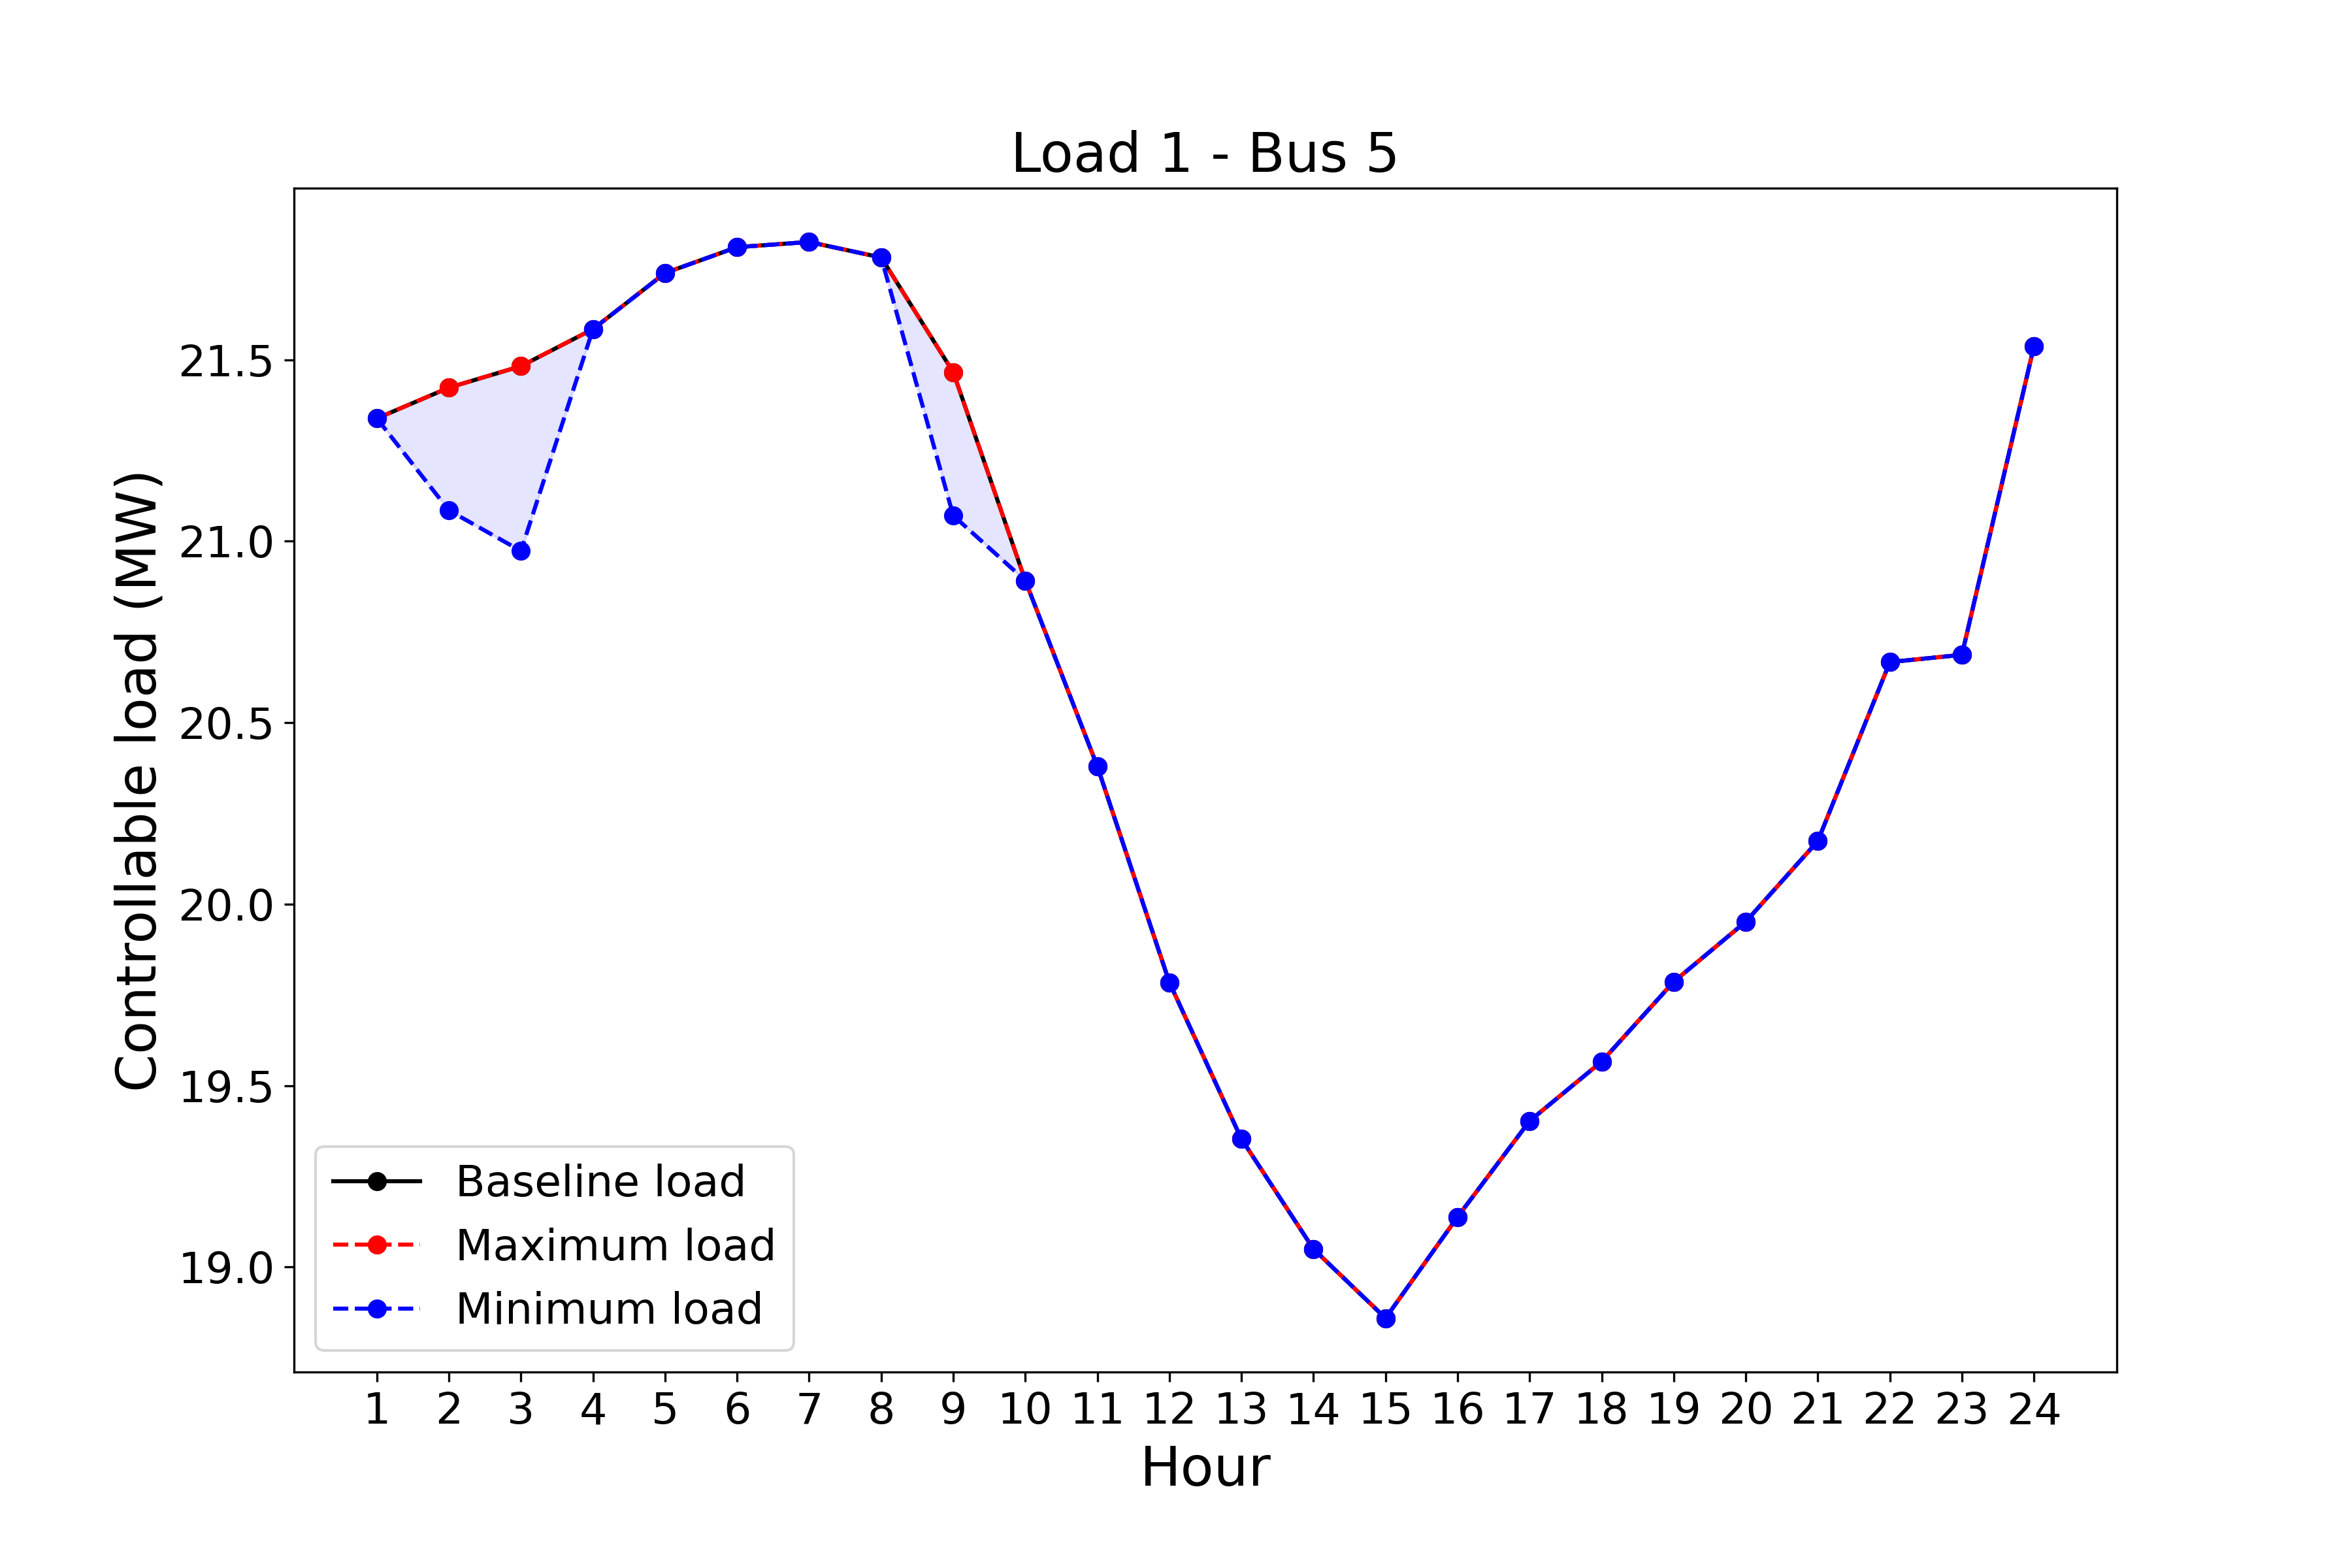 Load 1 - Bus 5
Controllable load (MW)
21.5
21.0
20.5
20.0
19.5
19.0
Baseline load
Maximum load
Minimum load
1 2 3 4 5 6 7 8 9 10 11 12 13 14 15 16 17 18 19 20 21 22 23 24
Hour